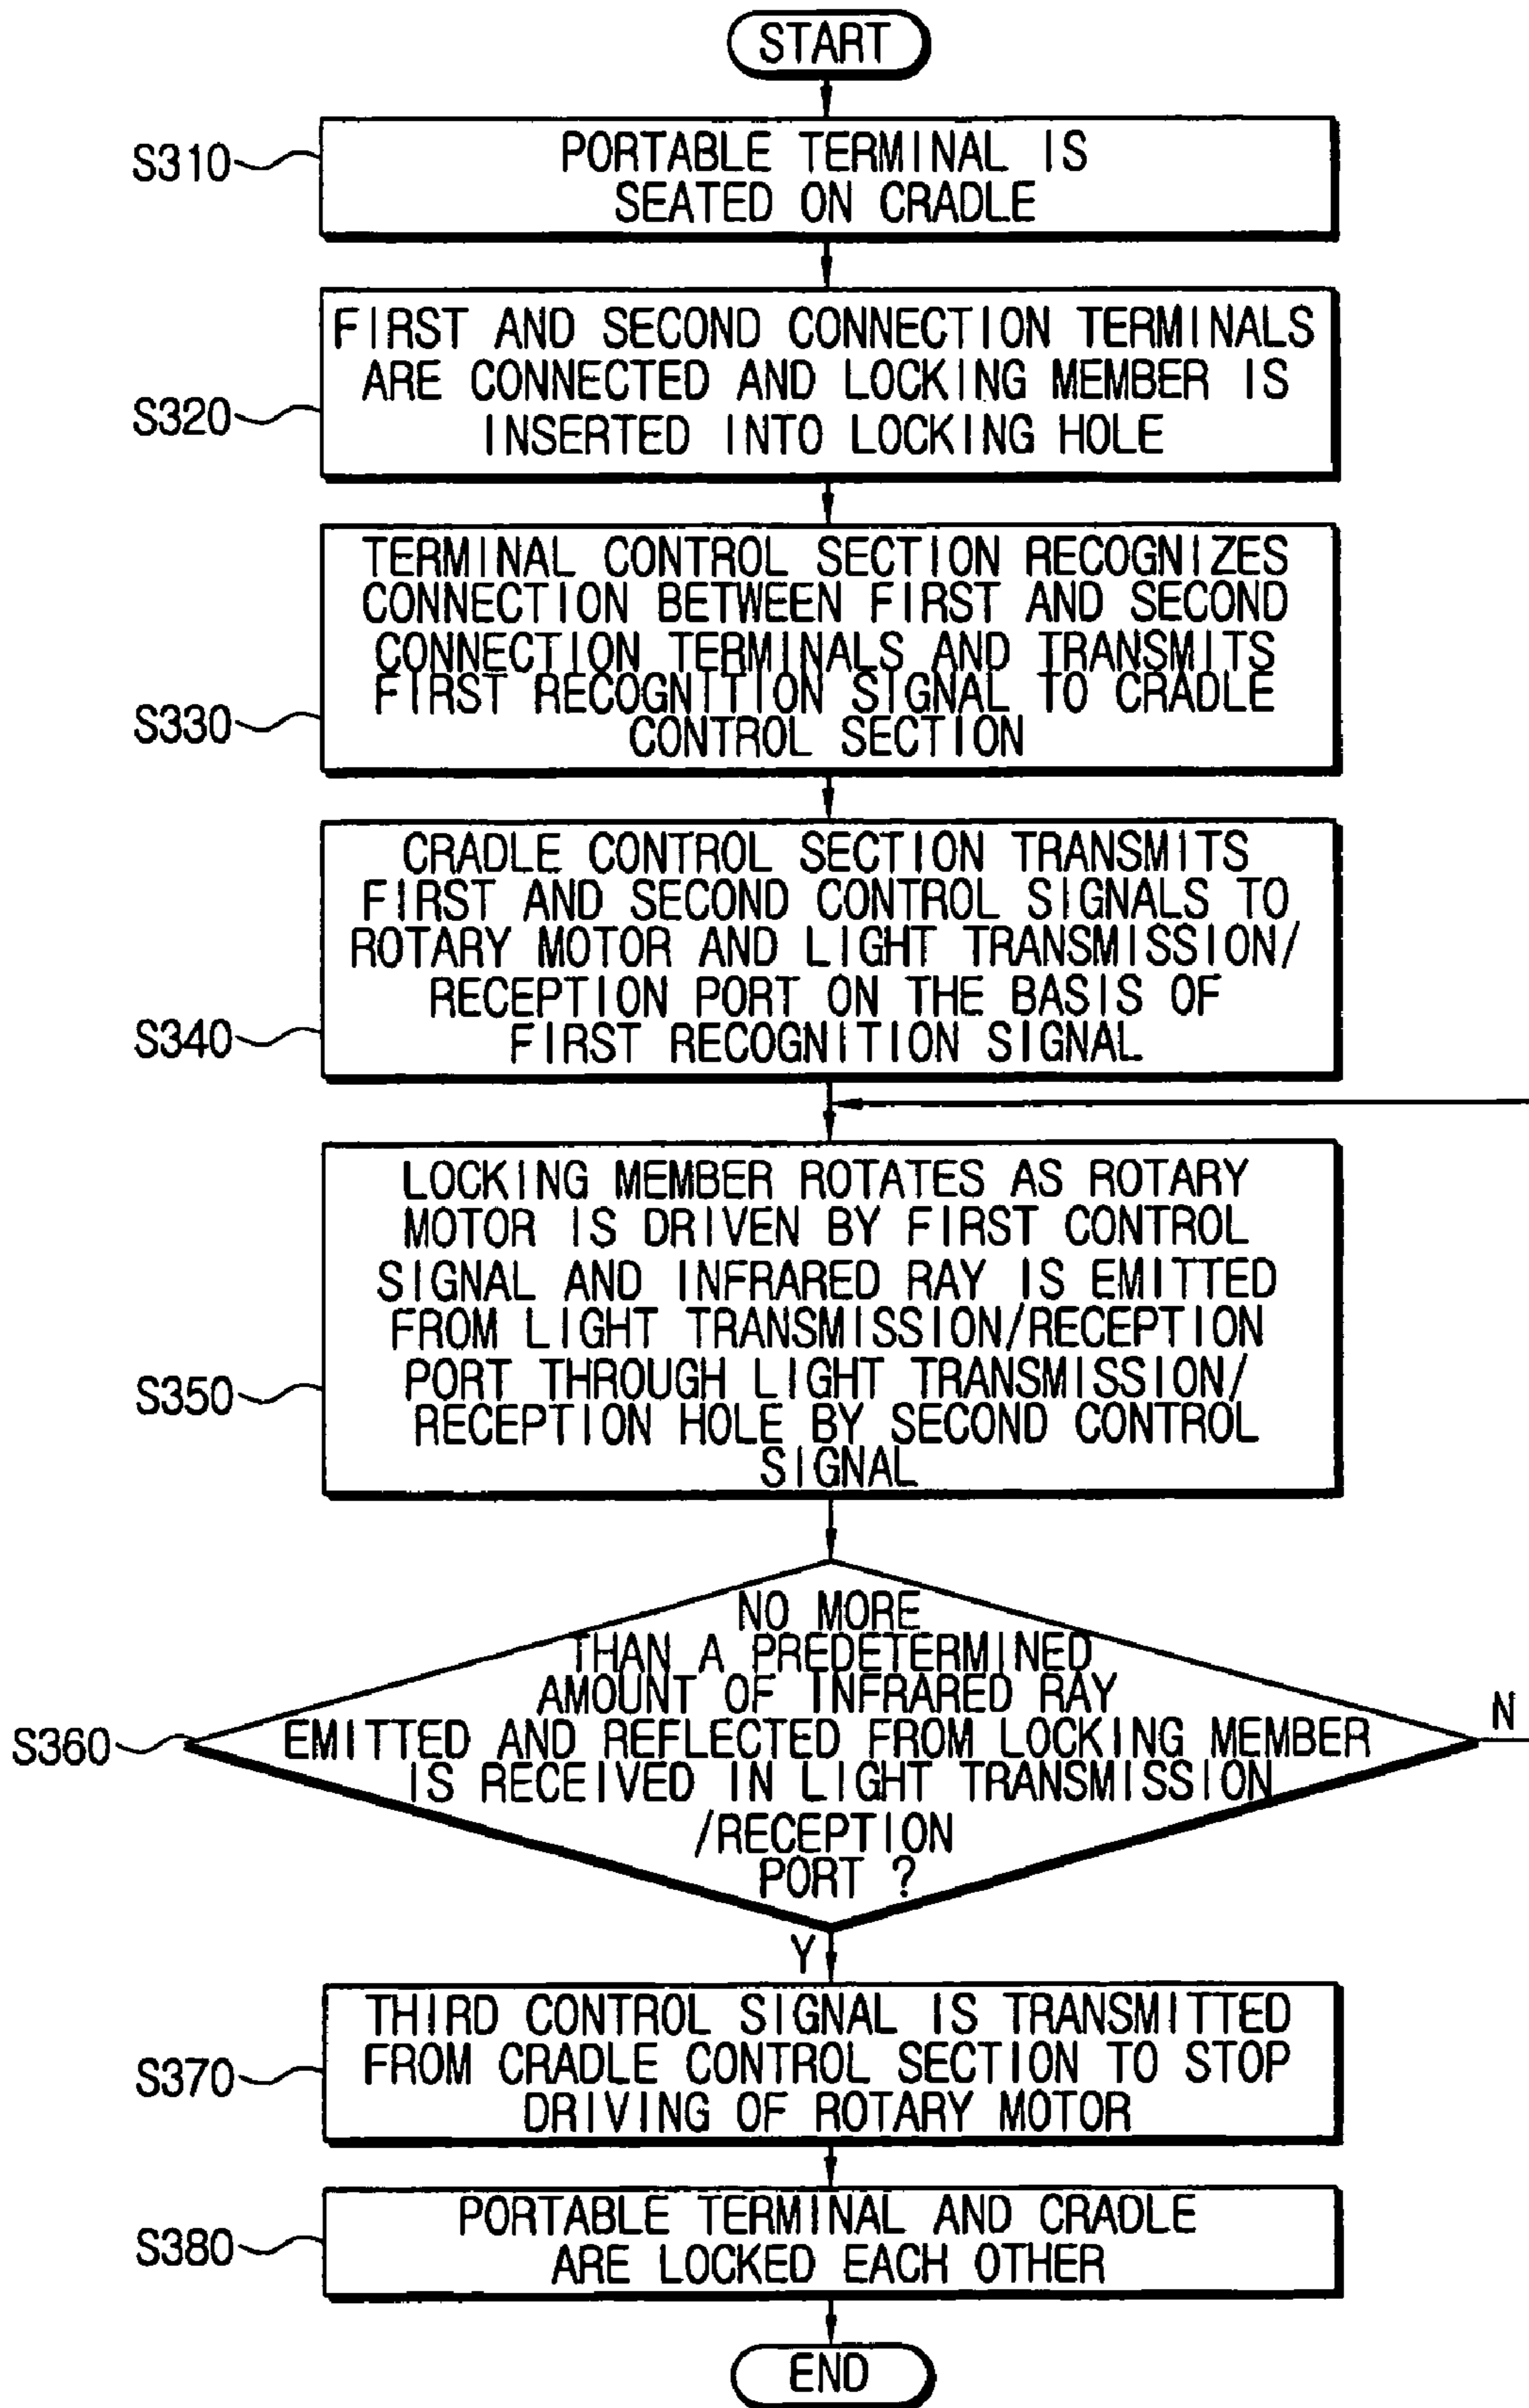 START
S310
PORTABLE TERMINAL IS
SEATED ON CRADLE
S320
FIRST AND SECOND CONNECTION TERMINALS
ARE CONNECTED AND LOCKING MEMBER IS
INSERTED INTO LOCKING HOLE
S330
TERMINAL CONTROL SECTION RECOGNIZES
CONNECTION BETWEEN FIRST AND SECOND
CONNECTION TERMINALS AND TRANSMITS
FIRST RECOGNITION SIGNAL TO CRADLE
CONTROL SECTION
S340
CRADLE CONTROL SECTION TRANSMITS
FIRST AND SECOND CONTROL SIGNALS TO
ROTARY MOTOR AND LIGHT TRANSMISSION/
RECEPTION PORT ON THE BASIS OF
FIRST RECOGNITION SIGNAL
S350
LOCKING MEMBER ROTATES AS ROTARY
MOTOR IS DRIVEN BY FIRST CONTROL
SIGNAL AND INFRARED RAY IS EMITTED
FROM LIGHT TRANSMISSION/RECEPTION
PORT THROUGH LIGHT TRANSMISSION/
RECEPTION HOLE BY SECOND CONTROL
SIGNAL
S360
NO MORE
THAN A PREDETERMINED
AMOUNT OF INFRARED RAY
EMITTED AND REFLECTED FROM LOCKING MEMBER
IS RECEIVED IN LIGHT TRANSMISSION
/RECEPTION
PORT ?
N
Y
S370
THIRD CONTROL SIGNAL IS TRANSMITTED
FROM CRADLE CONTROL SECTION TO STOP
DRIVING OF ROTARY MOTOR
S380
PORTABLE TERMINAL AND CRADLE
ARE LOCKED EACH OTHER
END